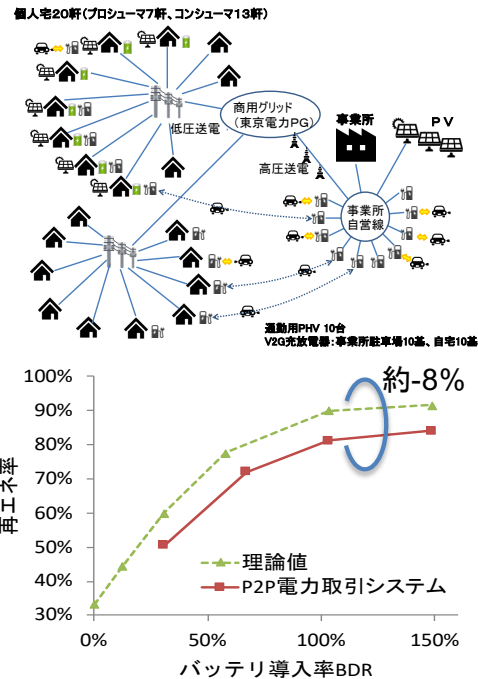 個人宅20軒(プロシューマ7軒、コンシューマ13軒)
商用グリッド
(東京電力PG)
事業所
PV
低圧送電
高圧送電
事業所
自営線
通勤用PHV 10台
V2G充放電器:事業所駐車場10基、自宅10基
100%
90%
80%
70%
60%
50%
40%
30%
再エネ率
約-8%
理論値
P2P電力取引システム
0%
50%
100%
150%
バッテリ導入率BDR